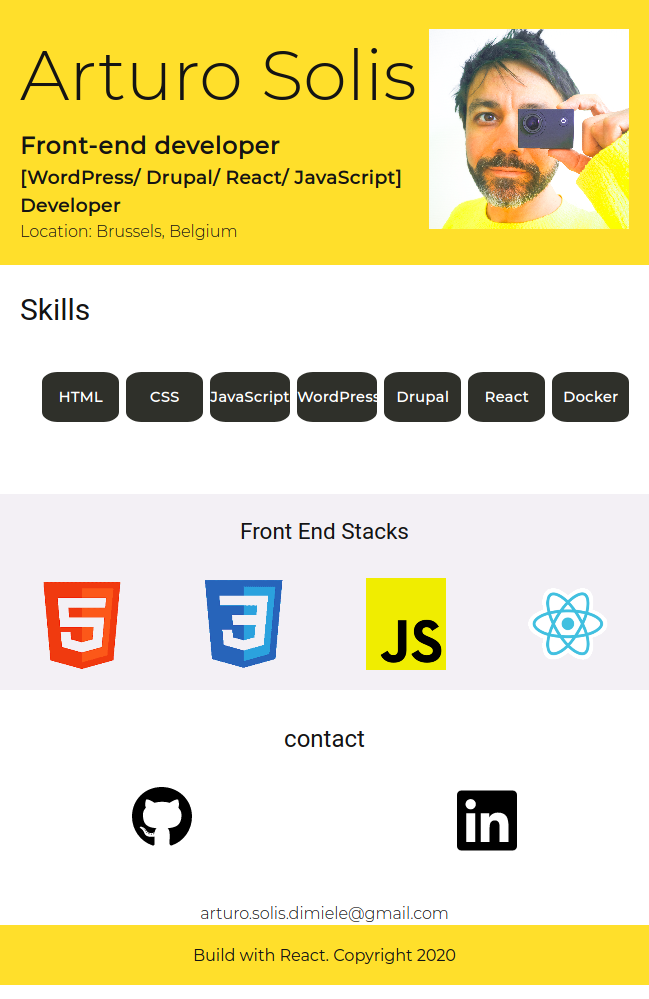 Arturo Solis
Front-end developer
[WordPress/ Drupal/ React/ JavaScript]
Developer
Location: Brussels, Belgium
Skills
HTML CSS JavaScript WordPress Drupal React Docker
Front End Stacks
5 3 JS
contact
in
arturo.solis.dimiele@gmail.com
Build with React. Copyright 2020